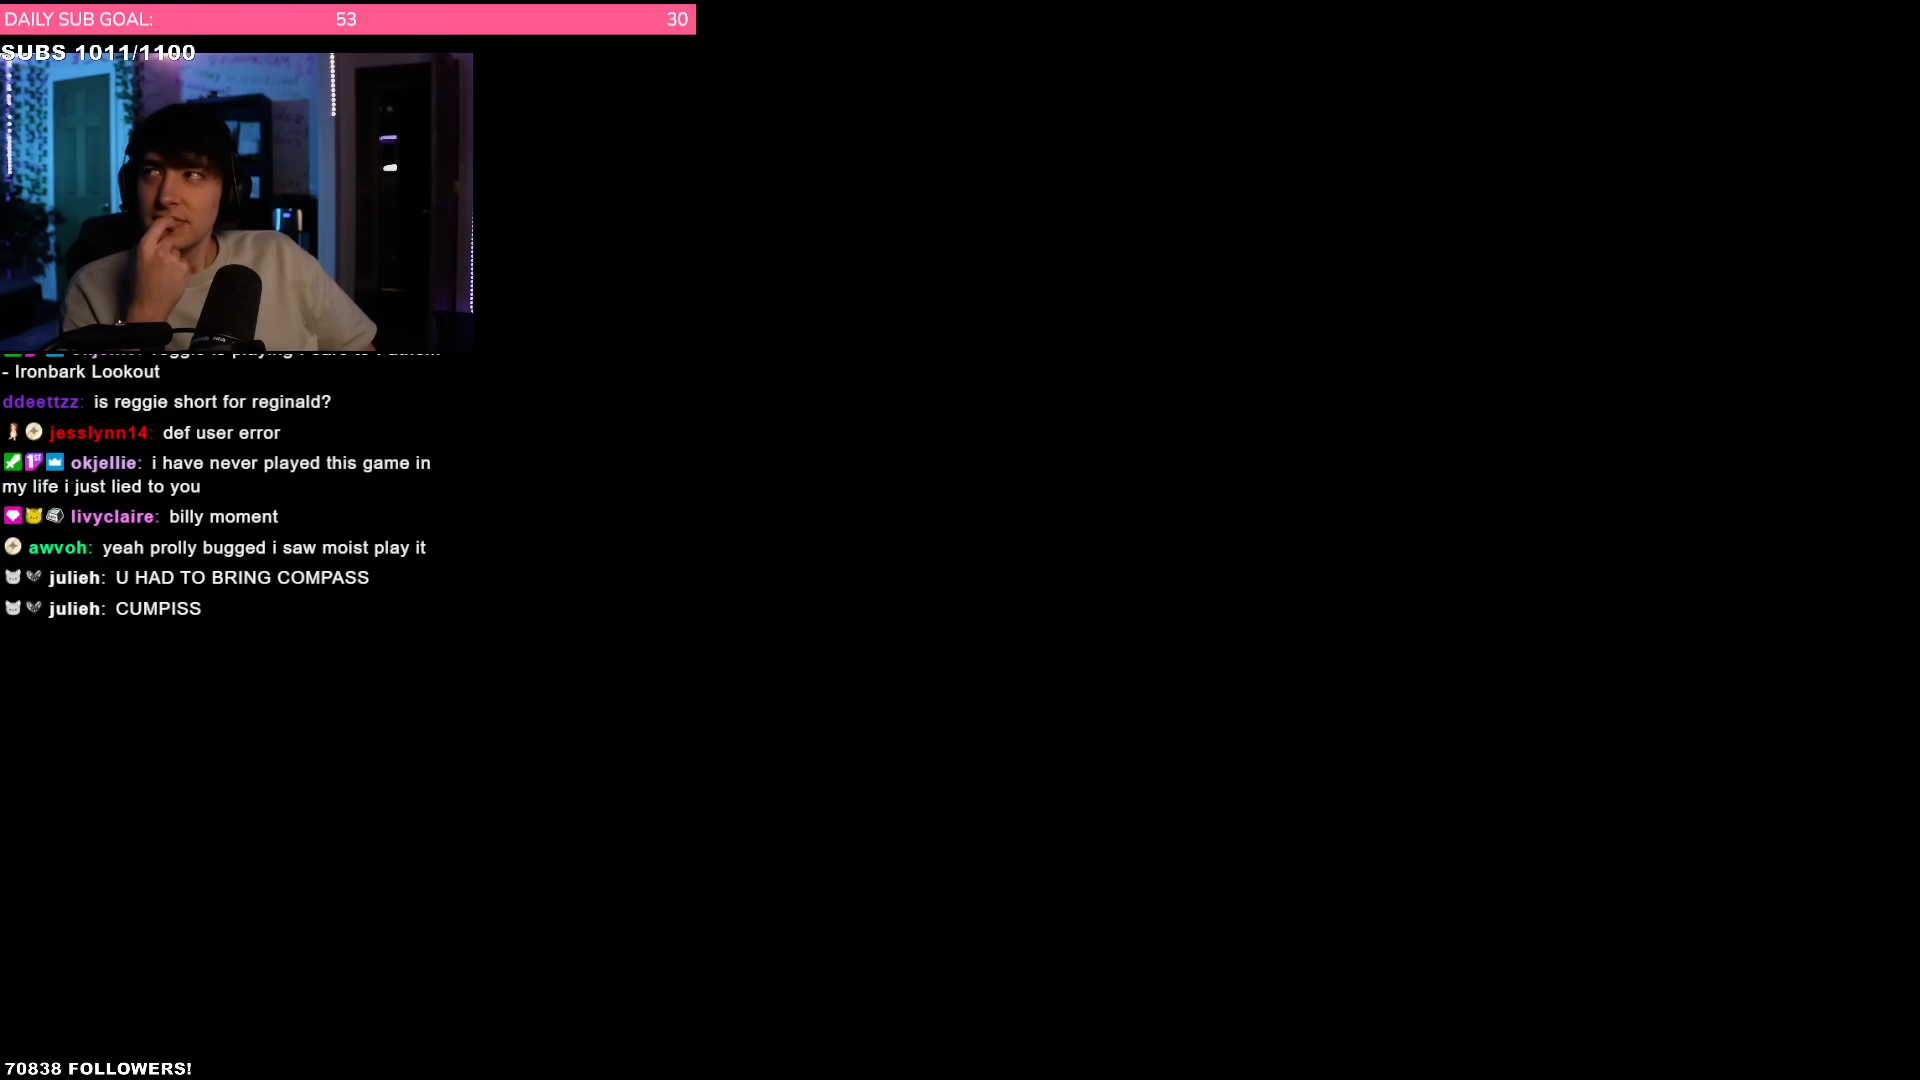 DAILY SUB GOAL: 53 30
SUBS 1011/1100
- Ironbark Lookout
ddeettzz: is reggie short for reginald?
jesslynn14: def user error
okjellie: i have never played this game in
my life i just lied to you
livyclaire: billy moment
awvoh: yeah prolly bugged i saw moist play it
julieh: U HAD TO BRING COMPASS
julieh: CUMPISS
70838 FOLLOWERS!